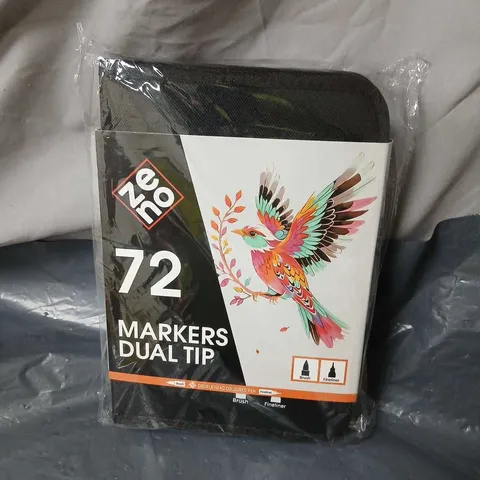 zeno
72
MARKERS
DUAL TIP
Brush Fineliner
Brush Fineliner